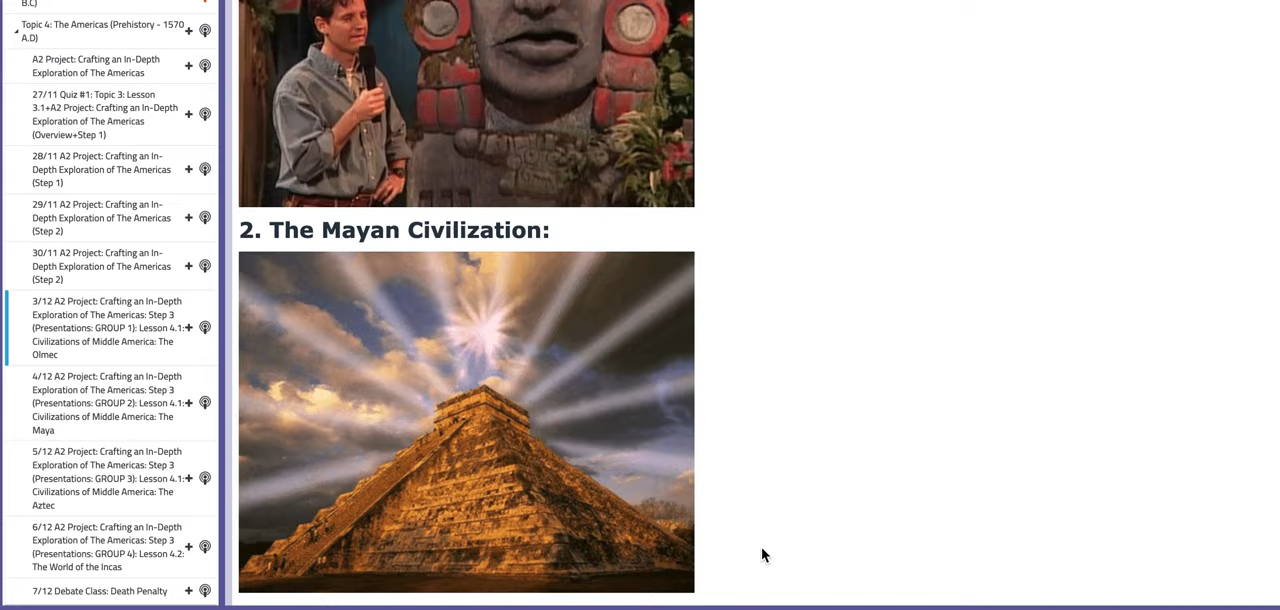 B.C)
Topic 4: The Americas (Prehistory - 1570
A.D)
A2 Project: Crafting an In-Depth
Exploration of The Americas
27/11 Quiz #1: Topic 3: Lesson
3.1+A2 Project: Crafting an In-Depth
Exploration of The Americas
(Overview+Step 1)
28/11 A2 Project: Crafting an In-
Depth Exploration of The Americas
(Step 1)
29/11 A2 Project: Crafting an In-
Depth Exploration of The Americas
(Step 2)
30/11 A2 Project: Crafting an In-
Depth Exploration of The Americas
(Step 2)
3/12 A2 Project: Crafting an In-Depth
Exploration of The Americas: Step 3
(Presentations: GROUP 1): Lesson 4.1:
Civilizations of Middle America: The
Olmec
4/12 A2 Project: Crafting an In-Depth
Exploration of The Americas: Step 3
(Presentations: GROUP 2): Lesson 4.1:
Civilizations of Middle America: The
Maya
5/12 A2 Project: Crafting an In-Depth
Exploration of The Americas: Step 3
(Presentations: GROUP 3): Lesson 4.1:
Civilizations of Middle America: The
Aztec
6/12 A2 Project: Crafting an In-Depth
Exploration of The Americas: Step 3
(Presentations: GROUP 4): Lesson 4.2:
The World of the Incas
7/12 Debate Class: Death Penalty
2. The Mayan Civilization: